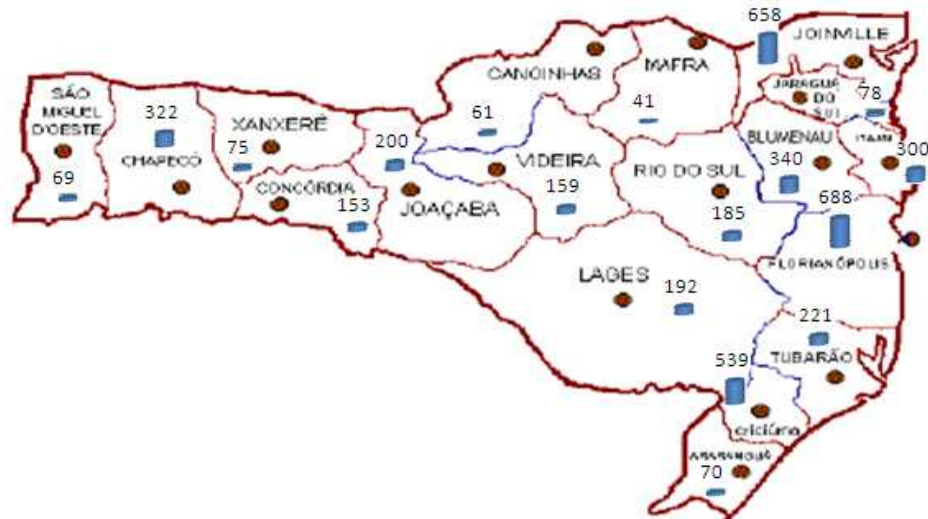 658
JOINVILLE
CANOINHAS
MAFRA
SÃO
MIGUEL
D'OESTE
322
JARAGUÁ
DO
SUL
78
XANXERÊ
61
41
75
200
BLUMENAU
ITAJAÍ
CHAPECÓ
VIDEIRA
340
300
69
CONCÓRDIA
RIO DO SUL
159
688
153
JOAÇABA
185
FLORIANÓPOLIS
LAGES
192
221
TUBARÃO
539
criciúma
ARARANGUÁ
70